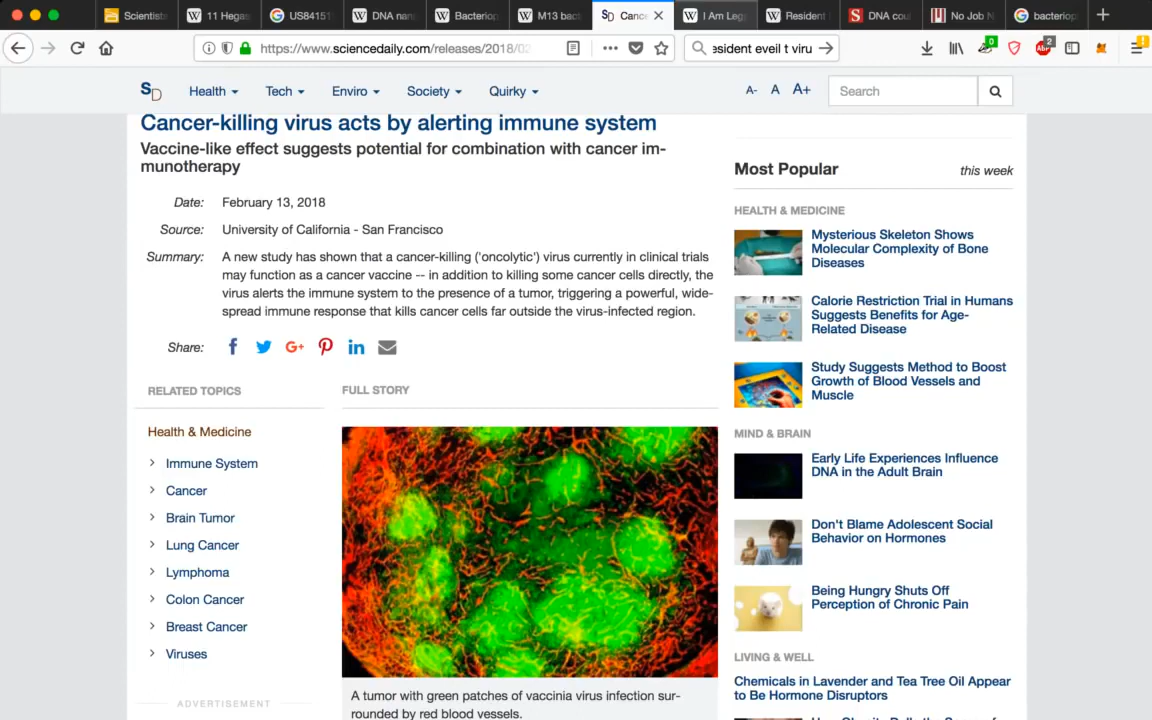 Scientist
11 Hegas
US8415
DNA nan
Bacteriop
M13 bac
Cance
I Am Leg
Resident
DNA cou
No Job N
bacteriop
https://www.sciencedaily.com/releases/2018/02
esident eveil t viru
0
2
SD
Health
Tech
Enviro
Society
Quirky
A-
A
A+
Search
Cancer-killing virus acts by alerting immune system
Vaccine-like effect suggests potential for combination with cancer im-
munotherapy
Date: February 13, 2018
Source: University of California - San Francisco
Summary: A new study has shown that a cancer-killing ('oncolytic') virus currently in clinical trials
may function as a cancer vaccine -- in addition to killing some cancer cells directly, the
virus alerts the immune system to the presence of a tumor, triggering a powerful, wide-
spread immune response that kills cancer cells far outside the virus-infected region.
Share:
RELATED TOPICS
Health & Medicine
Immune System
Cancer
Brain Tumor
Lung Cancer
Lymphoma
Colon Cancer
Breast Cancer
Viruses
ADVERTISEMENT
FULL STORY
A tumor with green patches of vaccinia virus infection sur-
rounded by red blood vessels.
Most Popular
this week
HEALTH & MEDICINE
Mysterious Skeleton Shows
Molecular Complexity of Bone
Diseases
Calorie Restriction Trial in Humans
Suggests Benefits for Age-
Related Disease
Study Suggests Method to Boost
Growth of Blood Vessels and
Muscle
MIND & BRAIN
Early Life Experiences Influence
DNA in the Adult Brain
Don't Blame Adolescent Social
Behavior on Hormones
Being Hungry Shuts Off
Perception of Chronic Pain
LIVING & WELL
Chemicals in Lavender and Tea Tree Oil Appear
to Be Hormone Disruptors